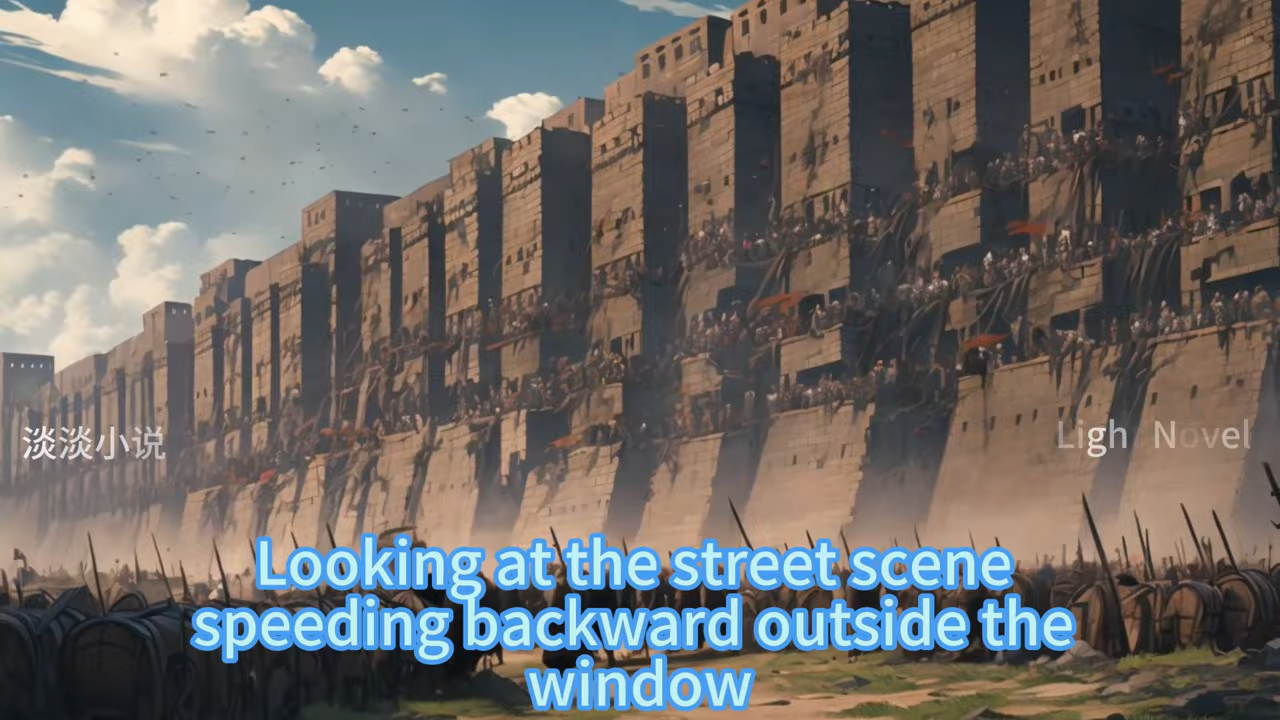 淡淡小说
Ligh Novel
Looking at the street scene
speeding backward outside the
window